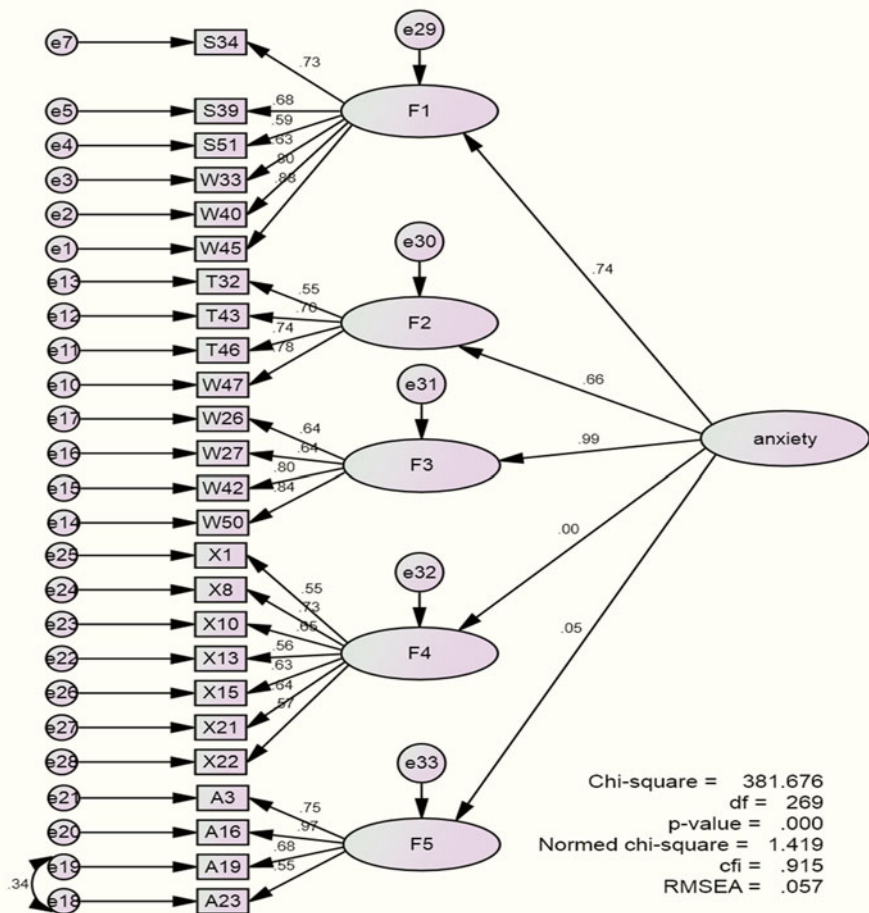 e29
e7 S34
.73
F1
e5 S39 .68
.59
e4 S51
.63
e3 W33
.80
.88
e2 W40
e1 W45
e30
e13 T32
.55
.74
e12 T43 .70
F2
.74
e11 T46
.78
e10 W47
e31
.66
e17 W26
.64
anxiety
.99
e16 W27 .64
F3
.80
e15 W42
.84
e14 W50
e25 X1
.00
e32
.55
e24 X8
.73
e23 X10
.65
.05
F4
e22 X13 .56
.63
e26 X15
.64
.57
e27 X21
e28 X22
e33
e21 A3
.75
e20 A16 .97
F5
.68
e19 A19
.55
.34
e18 A23
Chi-square = 381.676
df = 269
p-value = .000
Normed chi-square = 1.419
cfi = .915
RMSEA = .057